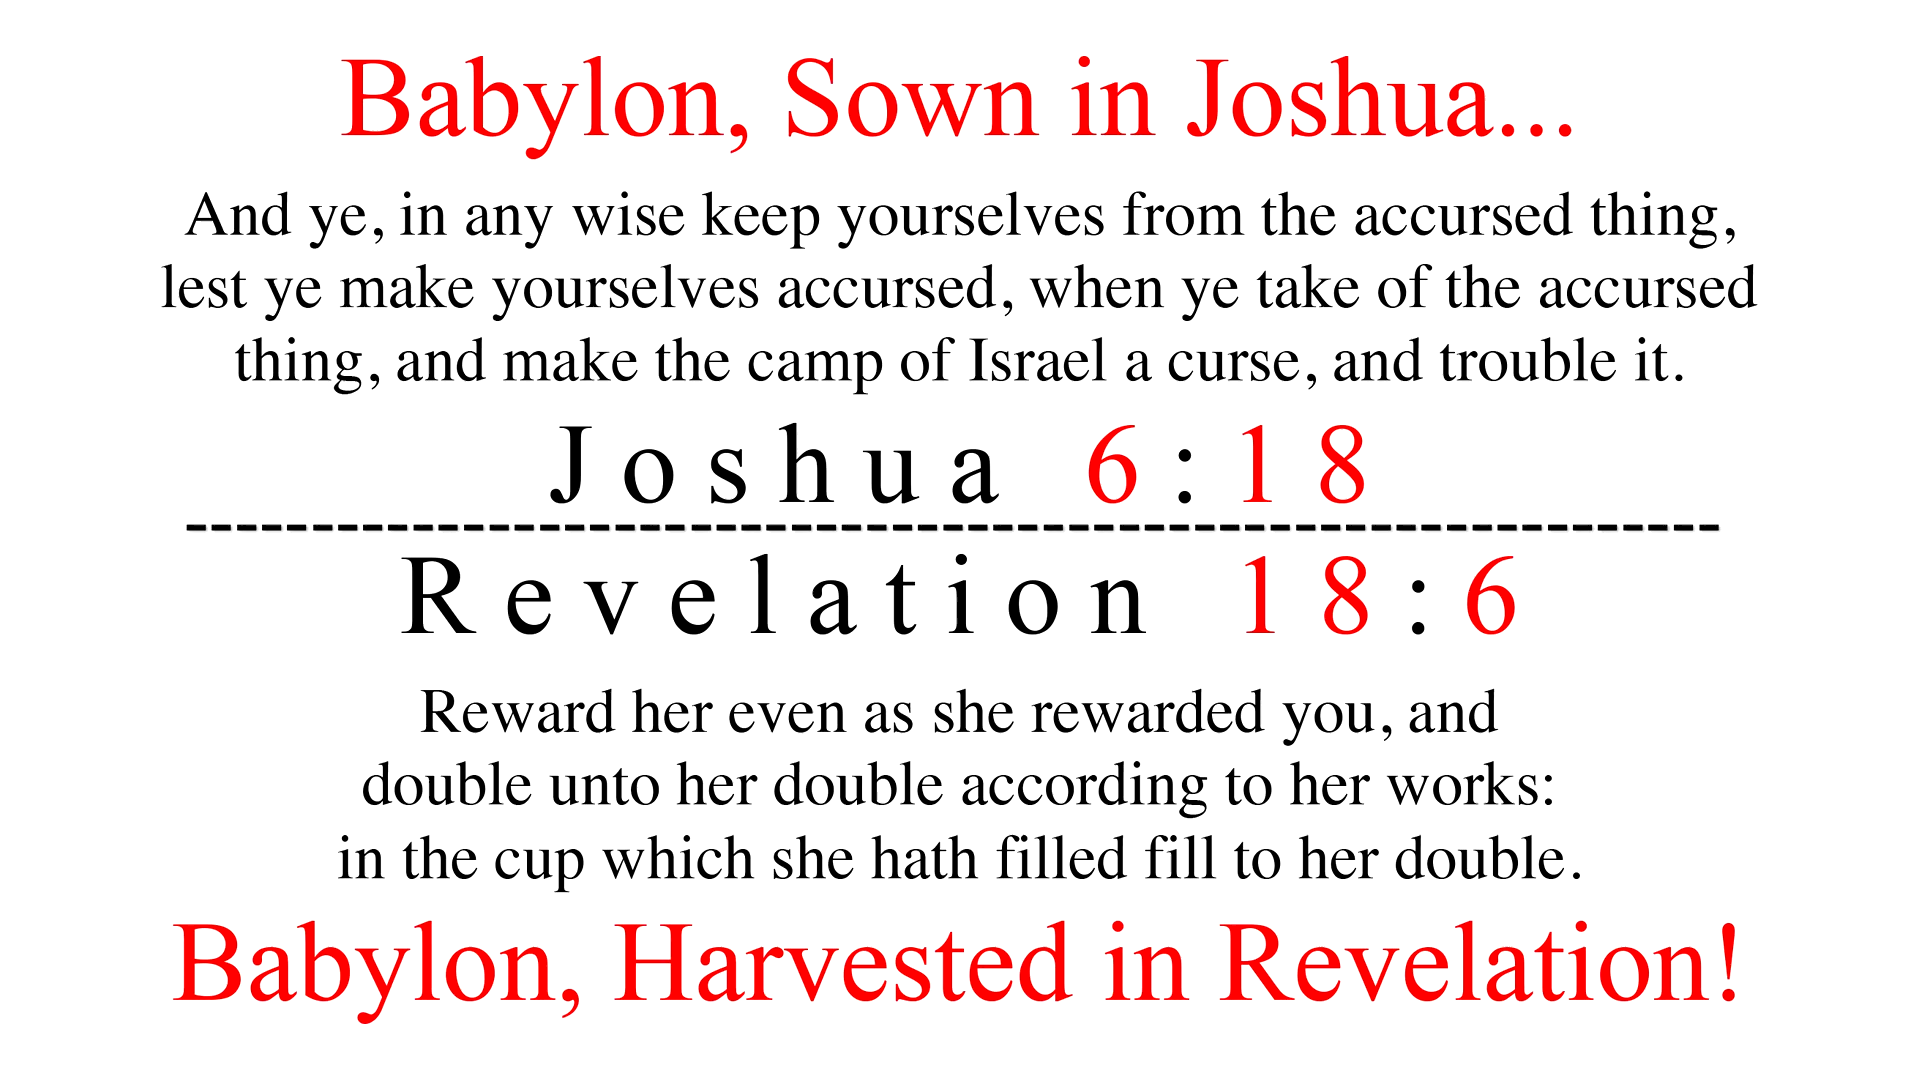 Babylon, Sown in Joshua...
And ye, in any wise keep yourselves from the accursed thing,
lest ye make yourselves accursed, when ye take of the accursed
thing, and make the camp of Israel a curse, and trouble it.
Joshua 6:18
Revelation 18:6
Reward her even as she rewarded you, and
double unto her double according to her works:
in the cup which she hath filled fill to her double.
Babylon, Harvested in Revelation!